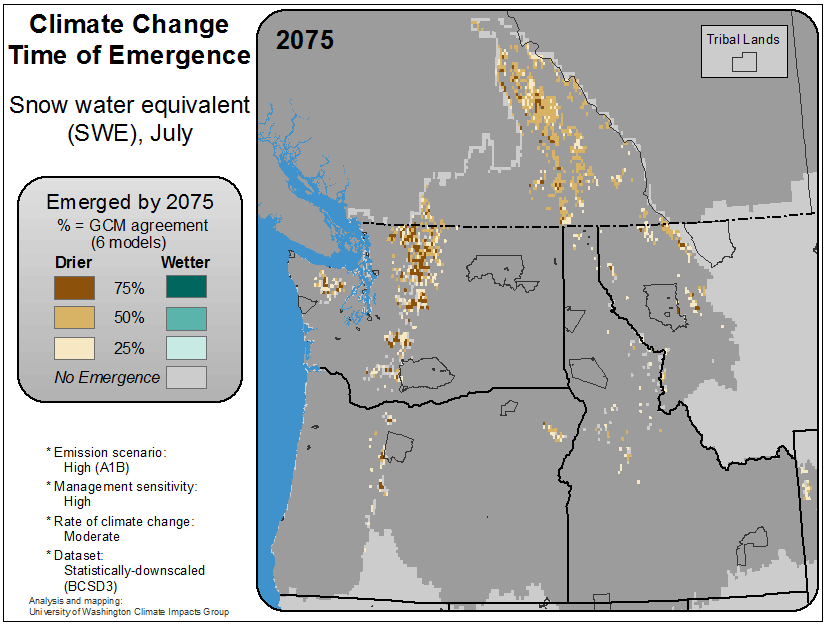 Climate Change
Time of Emergence
Snow water equivalent
(SWE), July
Emerged by 2075
% = GCM agreement
(6 models)
Drier Wetter
75%
50%
25%
No Emergence
* Emission scenario:
High (A1B)
* Management sensitivity:
High
* Rate of climate change:
Moderate
* Dataset:
Statistically-downscaled
(BCSD3)
Analysis and mapping:
University of Washington Climate Impacts Group
2075
Tribal Lands